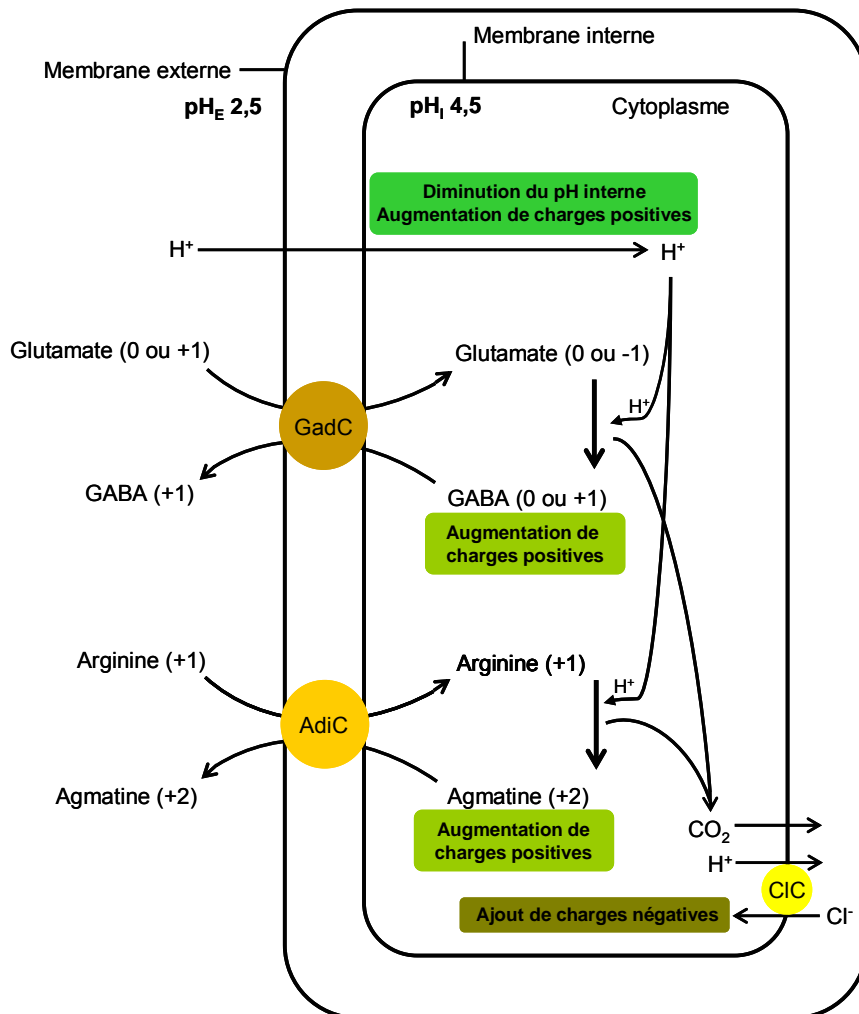 Membrane interne
Membrane externe
pH_E 2,5
pH_I 4,5
Cytoplasme
Diminution du pH interne
Augmentation de charges positives
H⁺
H⁺
Glutamate (0 ou +1)
Glutamate (0 ou -1)
H⁺
GadC
GABA (+1)
GABA (0 ou +1)
Augmentation de
charges positives
Arginine (+1)
Arginine (+1)
H⁺
AdiC
Agmatine (+2)
Agmatine (+2)
Augmentation de
charges positives
CO₂
H⁺
ClC
Ajout de charges négatives
Cl⁻